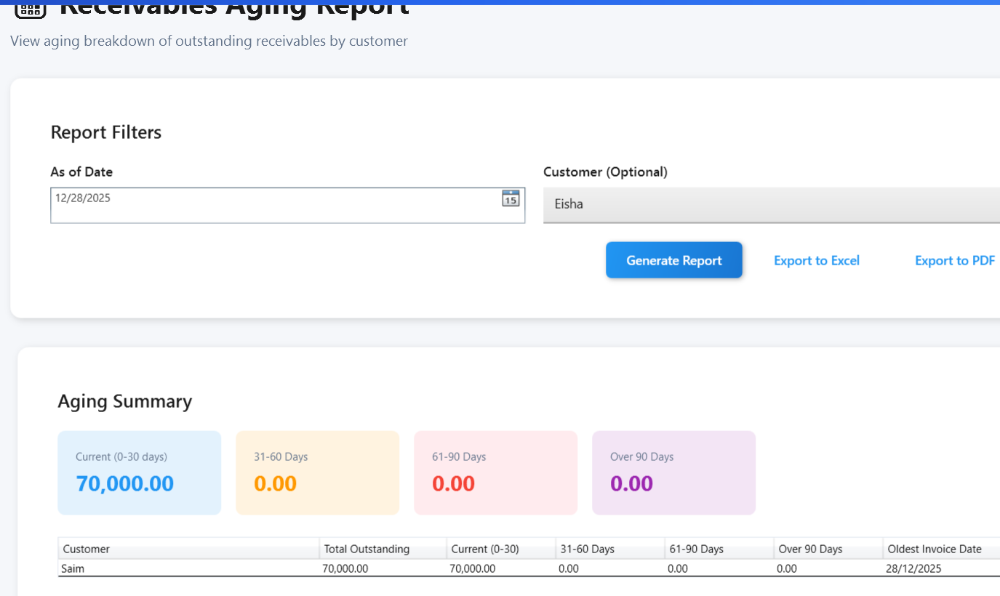 Receivables Aging Report
View aging breakdown of outstanding receivables by customer
Report Filters
As of Date
Customer (Optional)
12/28/2025
15
Eisha
Generate Report
Export to Excel
Export to PDF
Aging Summary
Current (0-30 days)
70,000.00
31-60 Days
0.00
61-90 Days
0.00
Over 90 Days
0.00
Customer Total Outstanding Current (0-30) 31-60 Days 61-90 Days Over 90 Days Oldest Invoice Date
Saim 70,000.00 70,000.00 0.00 0.00 0.00 28/12/2025